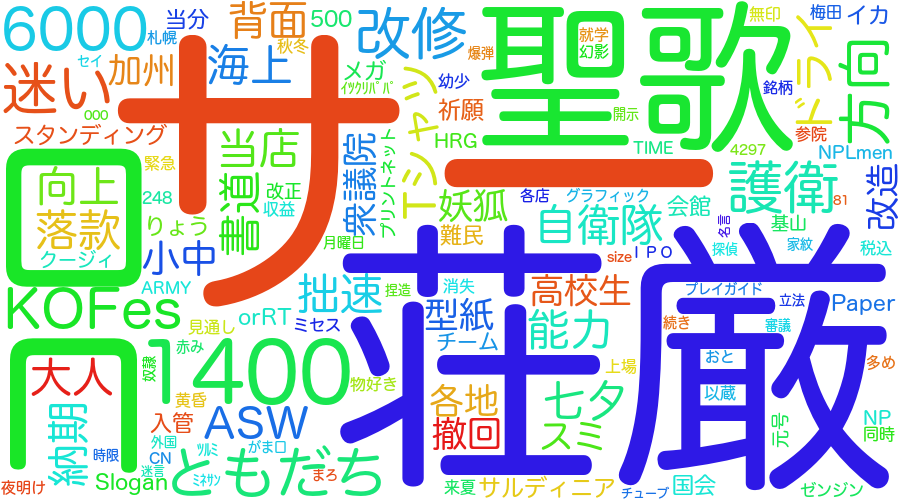 6000
札幌
当分
背面
500
秋冬
改修
聖歌
爆弾
就学
幻影
無印
梅田
イカ
ドライ
方向
迷い
セイ
加州
海上
メガ
ｲﾂｸﾘﾊﾟﾊﾟ
幼少
銘柄
000
サー
Tシャツ
祈願
開示
参院
スタンディング
当店
衆議院
プリントネット
HRG
TIME
4297
NPLmen
緊急
向上
248
書道
改正
収益
妖狐
各店
グラフィック
護衛
改造
81
落款
りょう
月曜日
難民
自衛隊
会館
名言
基山
クージィ
小中
探偵
家紋
税込
size
IPO
ARMY
拙速
捏造
消失
高校生
プレイガイド
立法
Paper
KOFes
見通し
orRT
ミセス
型紙
チーム
能力
続き
審議
赤み
奴隷
1400
物好き
荘厳
上場
おと
多め
大人
黄昏
以蔵
各地
七夕
納期
入管
ASW
撤回
スミ
元号
NP
同時
外国
ﾂﾙﾐ
がま口
時限
CN
迷言
ともだち
ﾐﾈｻﾝ
夜明け
Slogan
まろ
来夏
サルディニア
チューブ
国会
ゼンジン